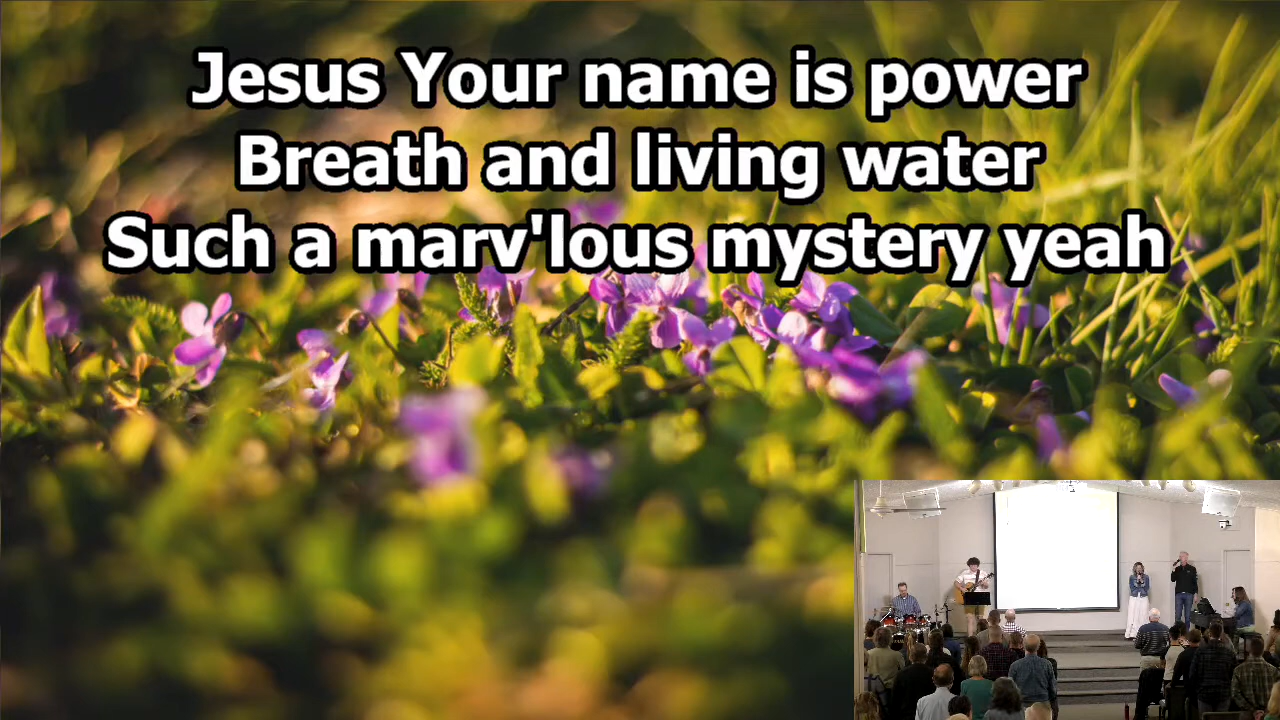 Jesus Your name is power
Breath and living water
Such a marv'lous mystery yeah